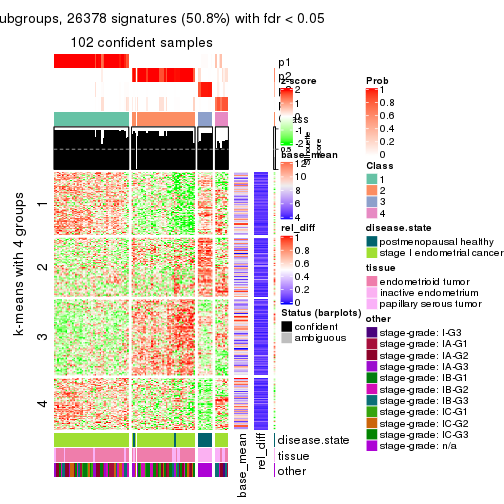 ubgroups, 26378 signatures (50.8%) with fdr < 0.05
102 confident samples
p1
p2
z-score
2
1
-1
-2
base_mean
12
10
6
4
rel_diff
1
0.8
0.6
0.4
0.2
0
Status (barplots)
confident
ambiguous
k-means with 4 groups
1
2
3
4
disease.state
tissue
other
base_mean
rel_diff
Prob
1
0.8
0.6
0.4
0.2
0
Class
1
2
3
4
disease.state
postmenopausal healthy
stage I endometrial cancer
tissue
endometrioid tumor
inactive endometrium
papillary serous tumor
other
stage-grade: I-G3
stage-grade: IA-G1
stage-grade: IA-G2
stage-grade: IA-G3
stage-grade: IB-G1
stage-grade: IB-G2
stage-grade: IB-G3
stage-grade: IC-G1
stage-grade: IC-G2
stage-grade: IC-G3
stage-grade: n/a